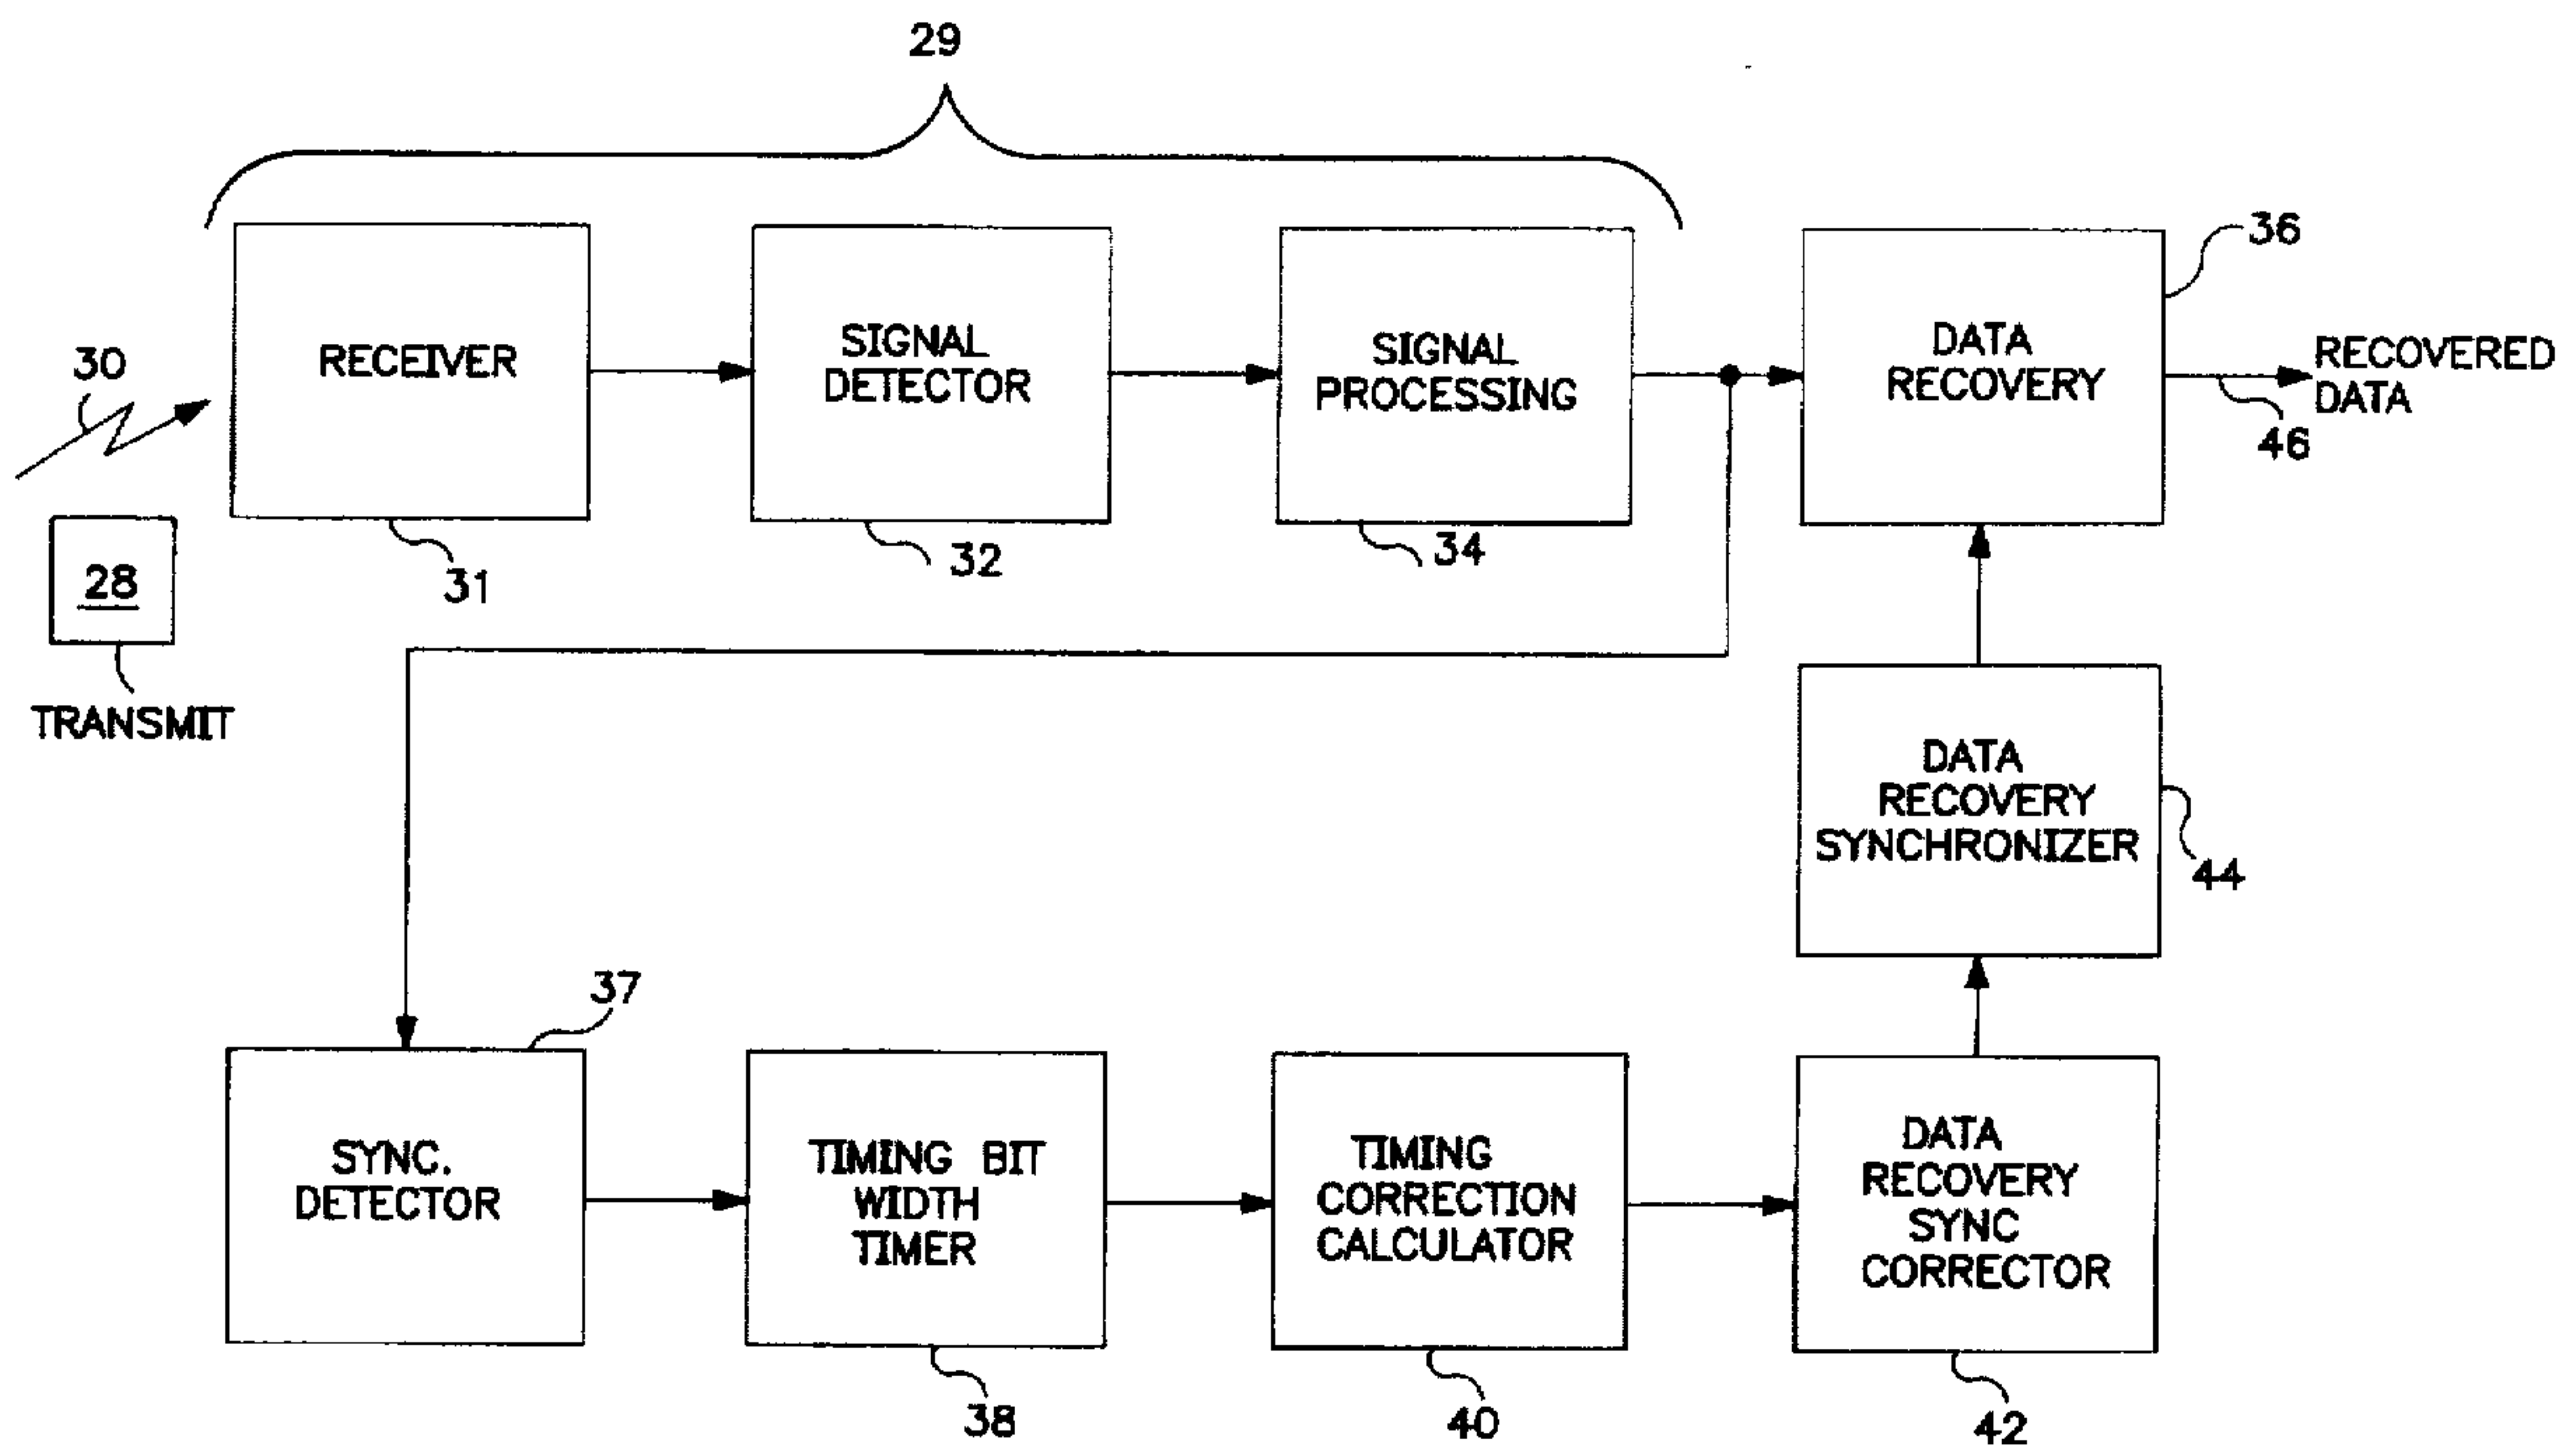 29
30
RECEIVER
SIGNAL
DETECTOR
SIGNAL
PROCESSING
DATA
RECOVERY
36
RECOVERED
DATA
46
28
TRANSMIT
31
32
34
DATA
RECOVERY
SYNCHRONIZER
44
37
SYNC.
DETECTOR
TIMING BIT
WIDTH
TIMER
TIMING
CORRECTION
CALCULATOR
DATA
RECOVERY
SYNC
CORRECTOR
38
40
42